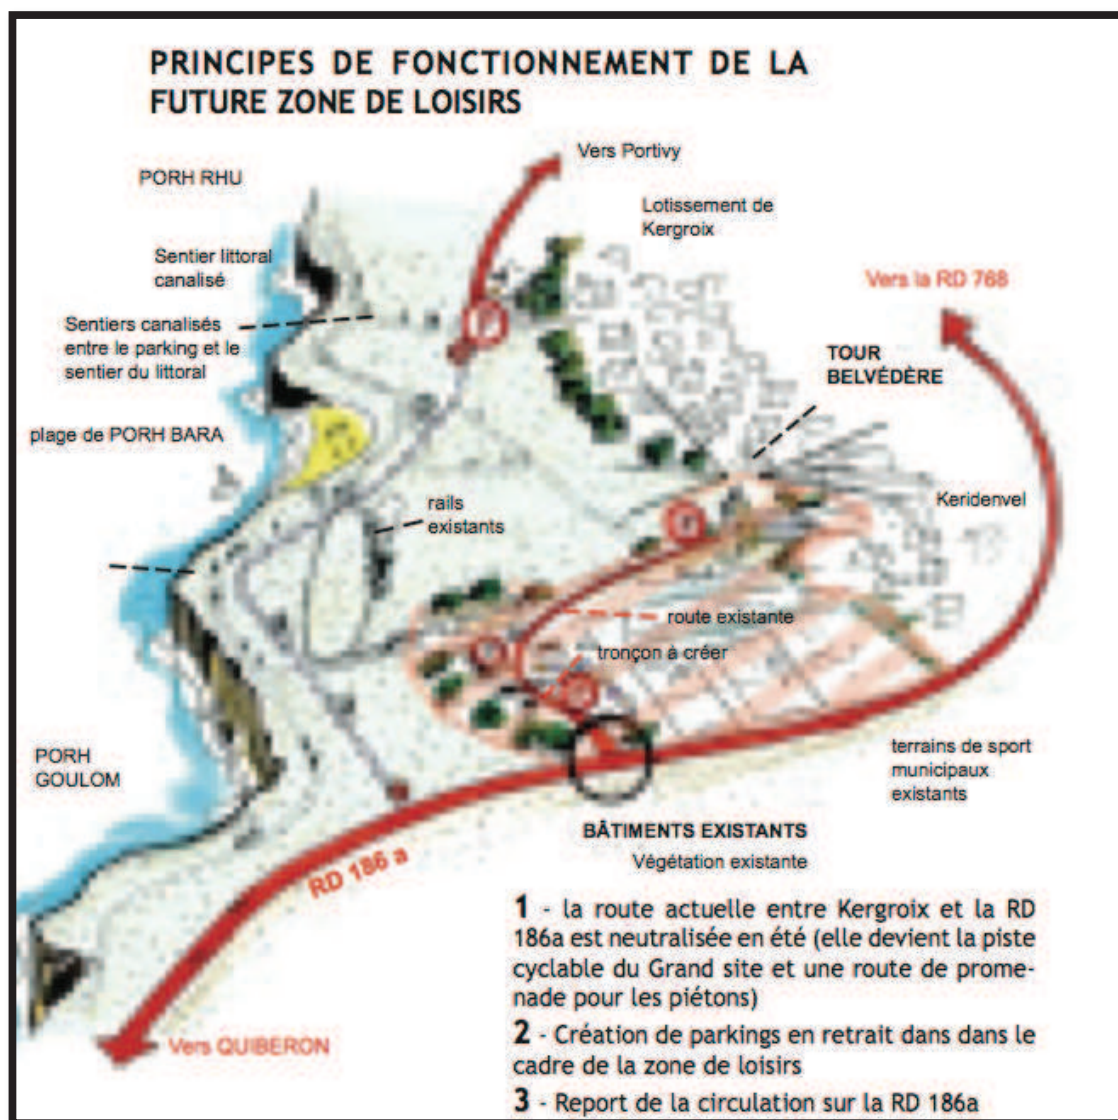 PRINCIPES DE FONCTIONNEMENT DE LA
FUTURE ZONE DE LOISIRS
Vers Portivy
PORH RHU
Lotissement de
Kergroix
Sentier littoral
canalisé
Vers la RD 768
Sentiers canalisés
entre le parking et le
sentier du littoral
P
TOUR
BELVÉDÈRE
plage de PORH BARA
rails
existants
Keridenvel
route existante
tronçon à créer
PORH
GOULOM
terrains de sport
municipaux
existants
BÂTIMENTS EXISTANTS
Végétation existante
RD 186 a
Vers QUIBERON
1 - la route actuelle entre Kergroix et la RD
186a est neutralisée en été (elle devient la piste
cyclable du Grand site et une route de prome-
nade pour les piétons)
2 - Création de parkings en retrait dans dans le
cadre de la zone de loisirs
3 - Report de la circulation sur la RD 186a